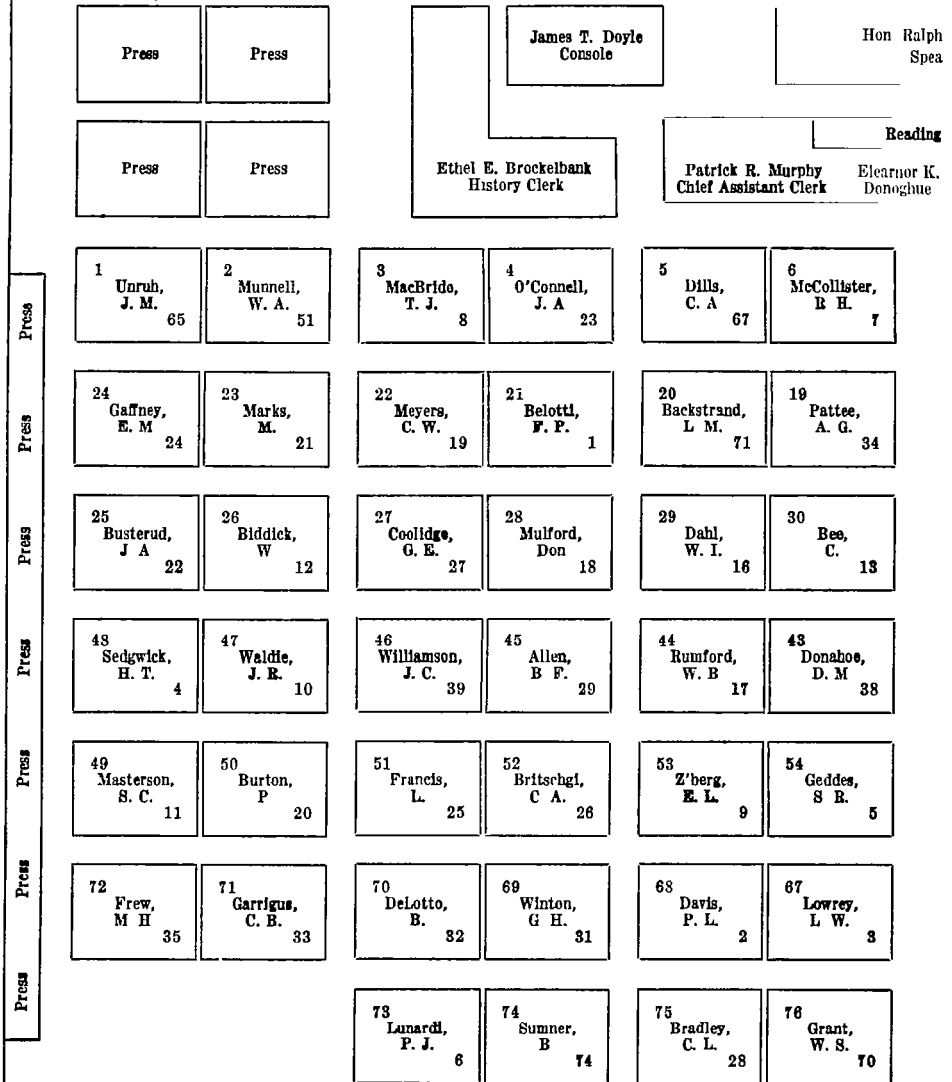 Press
Press
James T. Doyle
Console
Hon Ralph
Spea
Press
Press
Ethel E. Brockelbank
History Clerk
Reading
Patrick R. Murphy
Chief Assistant Clerk
Elearnor K.
Donoghue
Press
Press
Press
Press
Press
Press
Press
1
Unruh,
J. M.
65
2
Munnell,
W. A.
51
3
MacBride,
T. J.
8
4
O'Connell,
J. A
23
5
Dills,
C. A
67
6
McCollister,
R H.
7
24
Gaffney,
E. M
24
23
Marks,
M.
21
22
Meyers,
C. W.
19
21
Belotti,
F. P.
1
20
Backstrand,
L M.
71
19
Pattee,
A. G.
34
25
Busterud,
J A
22
26
Biddick,
W
12
27
Coolidge,
G. E.
27
28
Mulford,
Don
18
29
Dahl,
W. I.
16
30
Bee,
C.
13
48
Sedgwick,
H. T.
4
47
Waldie,
J. R.
10
46
Williamson,
J. C.
39
45
Allen,
B F.
29
44
Rumford,
W. B
17
43
Donahoe,
D. M
38
49
Masterson,
S. C.
11
50
Burton,
P
20
51
Francis,
L.
25
52
Britschgi,
C A.
26
53
Z'berg,
E. L.
9
54
Geddes,
S R.
5
72
Frew,
M H
35
71
Garrigus,
C. B.
33
70
DeLotto,
B.
32
69
Winton,
G H.
31
68
Davis,
P. L.
2
67
Lowrey,
L W.
3
73
Lunardi,
P. J.
6
74
Sumner,
B
74
75
Bradley,
C. L.
28
76
Grant,
W. S.
70